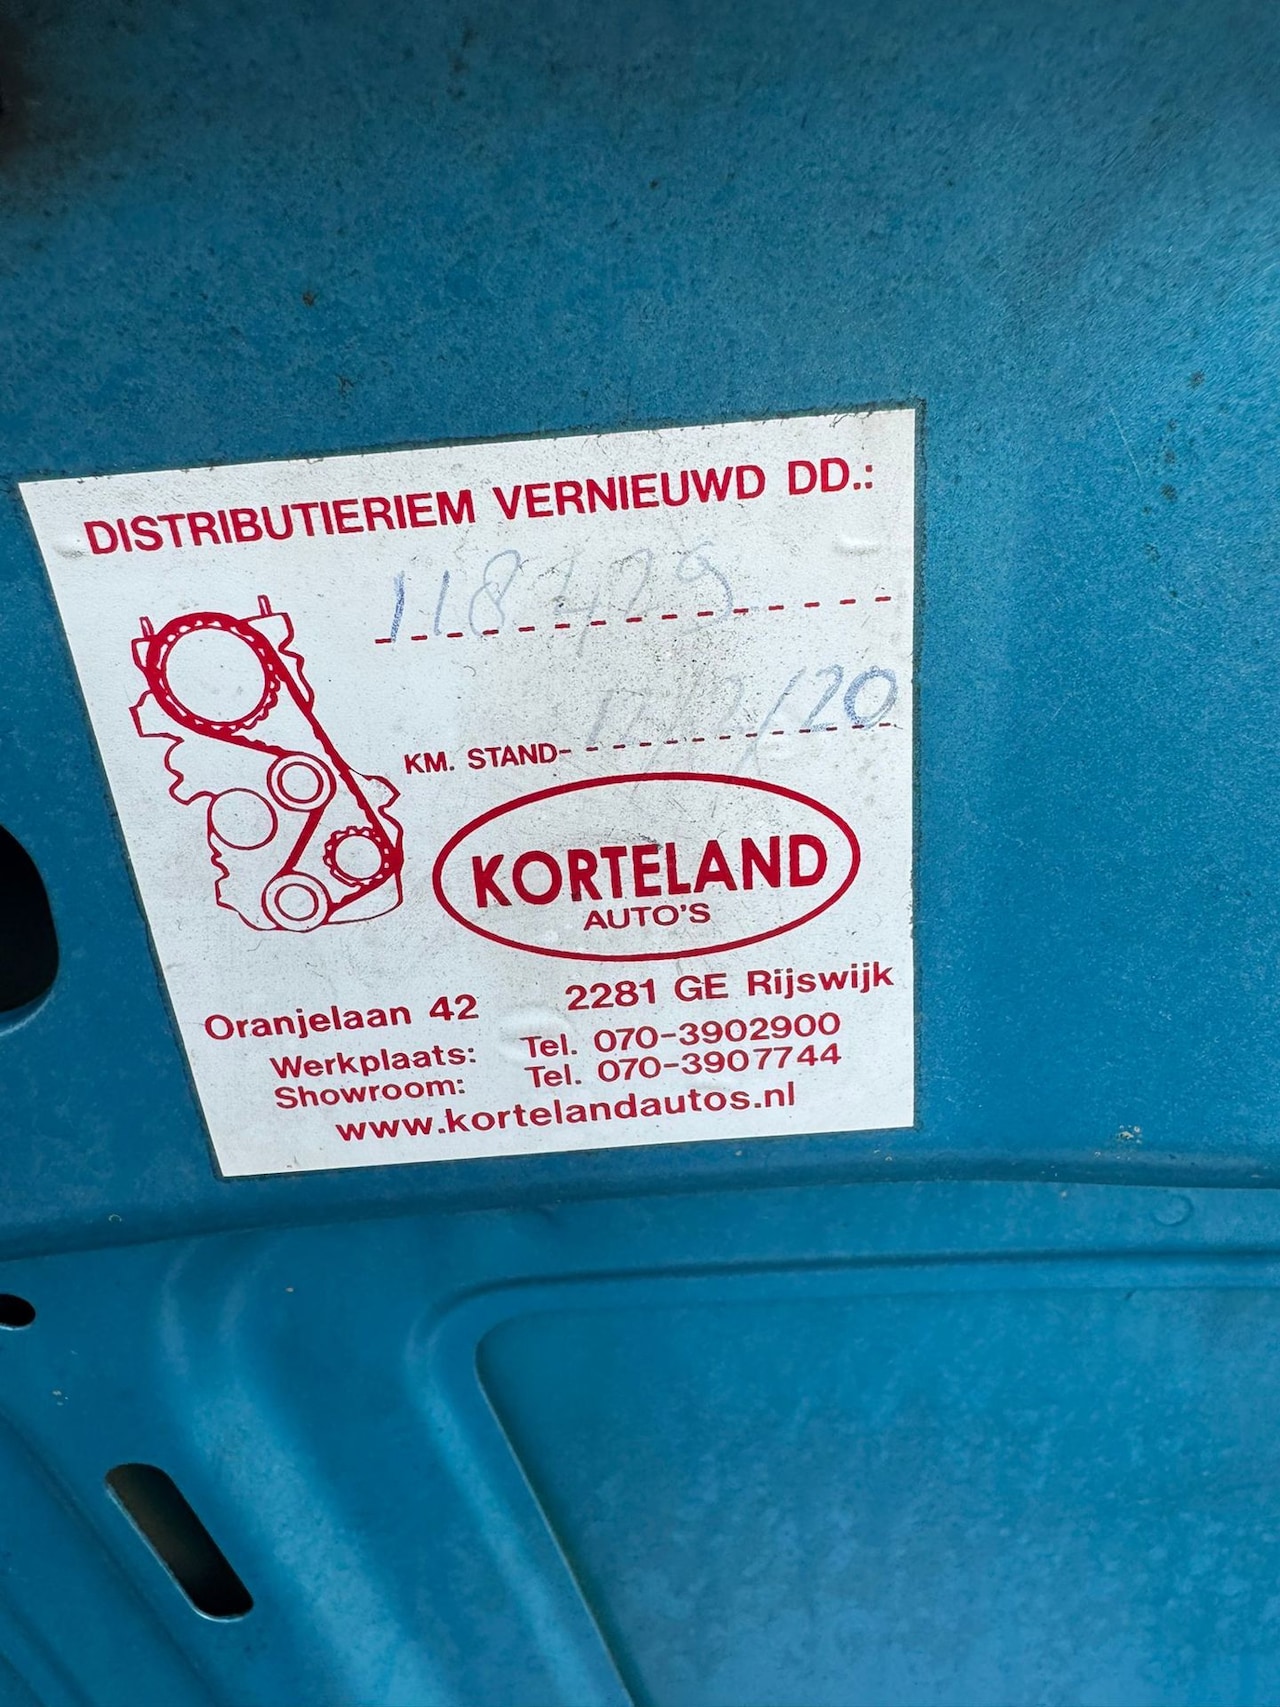 DISTRIBUTIERIEM VERNIEUWD DD.:
118429
KM. STAND- /20
KORTELAND
AUTO'S
Oranjelaan 42 2281 GE Rijswijk
Werkplaats: Tel. 070-3902900
Showroom: Tel. 070-3907744
www.kortelandautos.nl